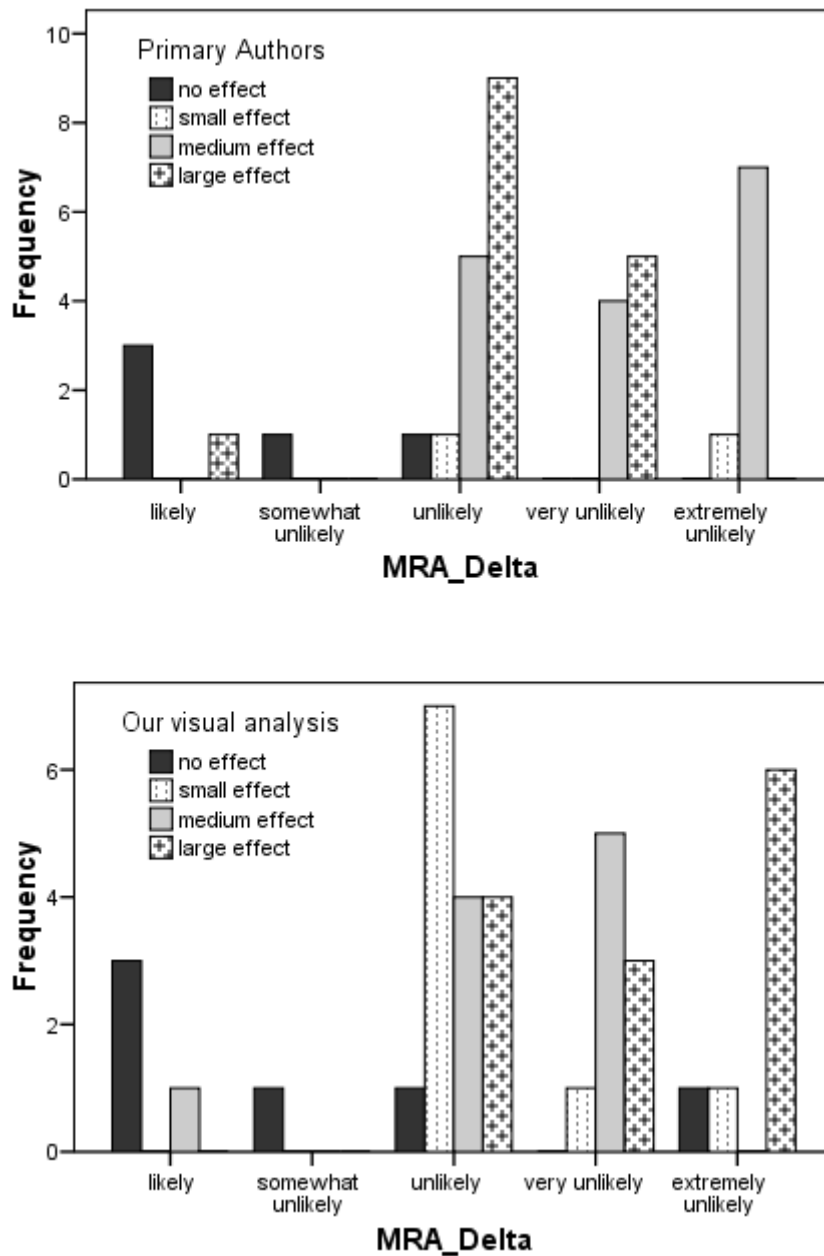 Primary Authors
no effect
small effect
medium effect
large effect
Frequency
10
8
6
4
2
0
likely
somewhat
unlikely
unlikely
very unlikely
extremely
unlikely
MRA_Delta
Our visual analysis
no effect
small effect
medium effect
large effect
Frequency
6
4
2
0
likely
somewhat
unlikely
unlikely
very unlikely
extremely
unlikely
MRA_Delta